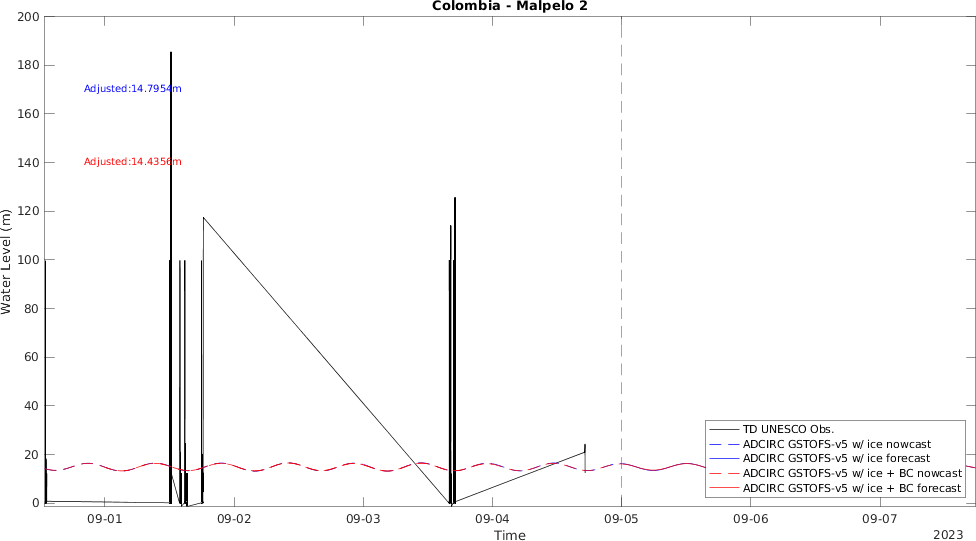 Colombia - Malpelo 2
200
180
160
140
120
100
80
60
40
20
0
Water Level (m)
Adjusted:14.7954m
Adjusted:14.4356m
TD UNESCO Obs.
ADCIRC GSTOFS-v5 w/ ice nowcast
ADCIRC GSTOFS-v5 w/ ice forecast
ADCIRC GSTOFS-v5 w/ ice + BC nowcast
ADCIRC GSTOFS-v5 w/ ice + BC forecast
09-01 09-02 09-03 09-04 09-05 09-06 09-07
Time
2023